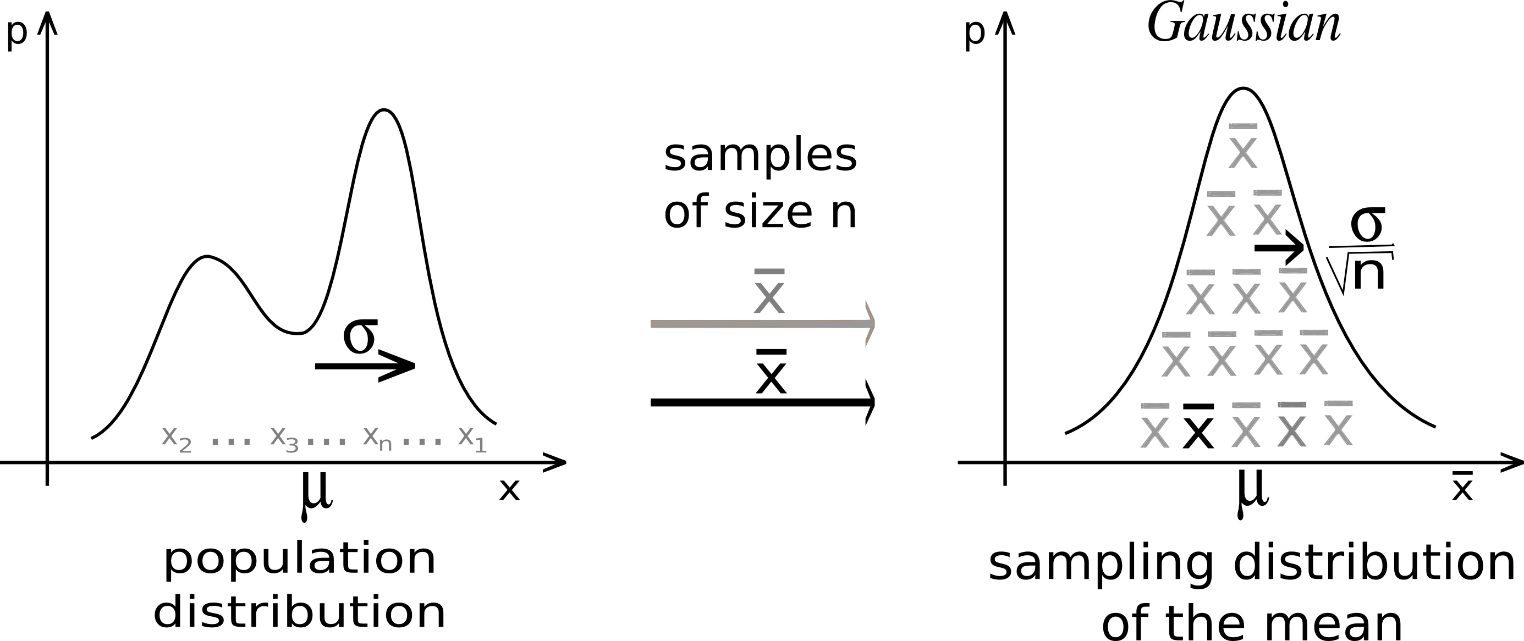 p
σ
x₂ ... x₃... xₙ... x₁
μ
x
population
distribution
samples
of size n
x̄
x̄
Gaussian
p
x̄
x̄ x̄
σ
√n
x̄ x̄ x̄
x̄ x̄ x̄ x̄
x̄ x̄ x̄ x̄ x̄
μ
x̄
sampling distribution
of the mean